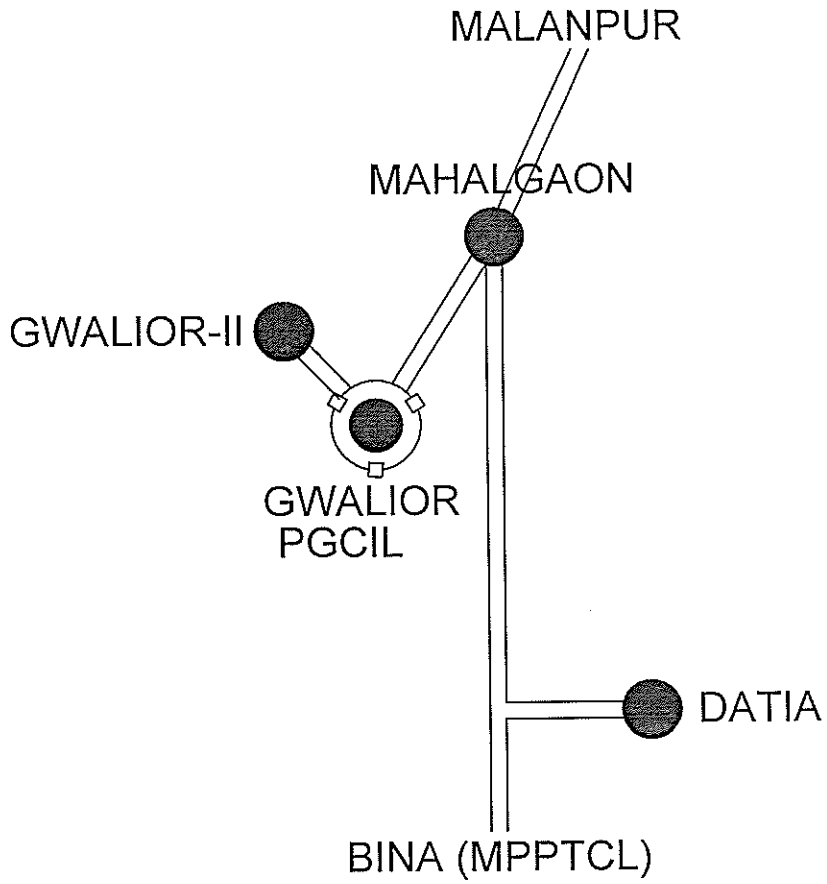 MALANPUR
MAHALGAON
GWALIOR-II
GWALIOR
PGCIL
DATIA
BINA (MPPTCL)